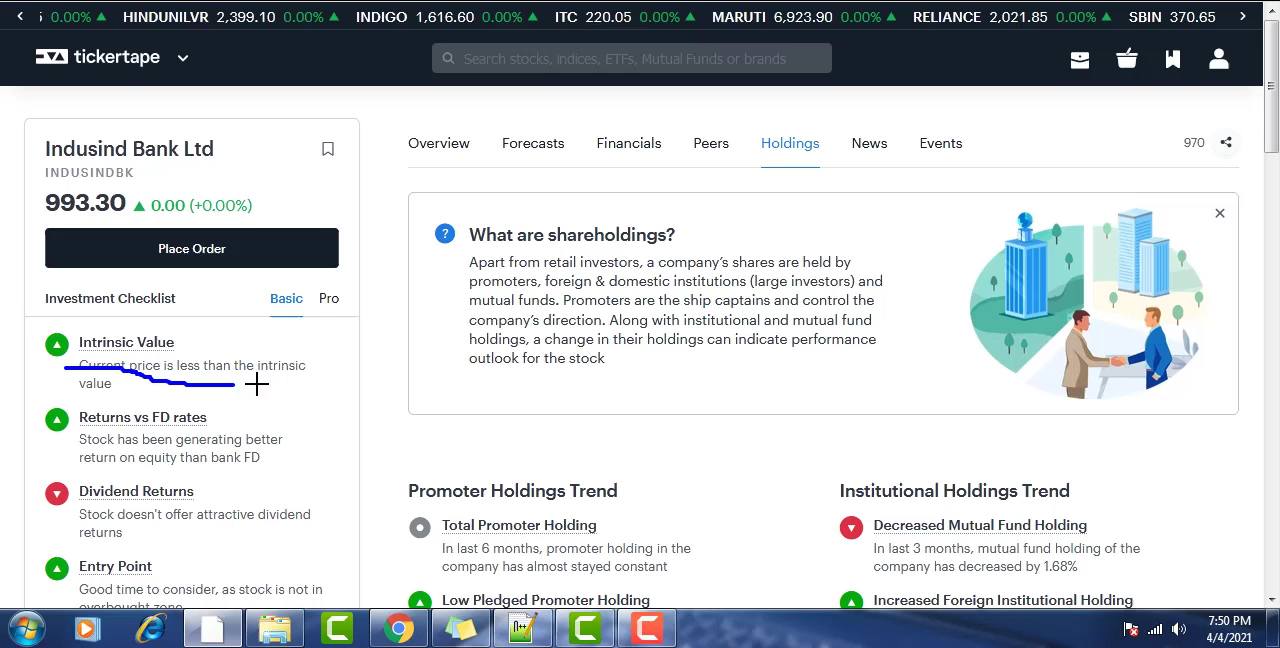 5 0.00% ▲ HINDUNILVR 2,399.10 0.00% ▲ INDIGO 1,616.60 0.00% ▲ ITC 220.05 0.00% ▲ MARUTI 6,923.90 0.00% ▲ RELIANCE 2,021.85 0.00% ▲ SBIN 370.65
tickertape
Search stocks, indices, ETFs, Mutual Funds or brands
Indusind Bank Ltd
INDUSINDBK
993.30 ▲ 0.00 (+0.00%)
Place Order
Investment Checklist Basic Pro
Intrinsic Value
Current price is less than the intrinsic
value
Returns vs FD rates
Stock has been generating better
return on equity than bank FD
Dividend Returns
Stock doesn't offer attractive dividend
returns
Entry Point
Good time to consider, as stock is not in
overbought zone
Overview Forecasts Financials Peers Holdings News Events 970
What are shareholdings?
Apart from retail investors, a company's shares are held by
promoters, foreign & domestic institutions (large investors) and
mutual funds. Promoters are the ship captains and control the
company's direction. Along with institutional and mutual fund
holdings, a change in their holdings can indicate performance
outlook for the stock
Promoter Holdings Trend
Total Promoter Holding
In last 6 months, promoter holding in the
company has almost stayed constant
Low Pledged Promoter Holding
Institutional Holdings Trend
Decreased Mutual Fund Holding
In last 3 months, mutual fund holding of the
company has decreased by 1.68%
Increased Foreign Institutional Holding
7:50 PM
4/4/2021